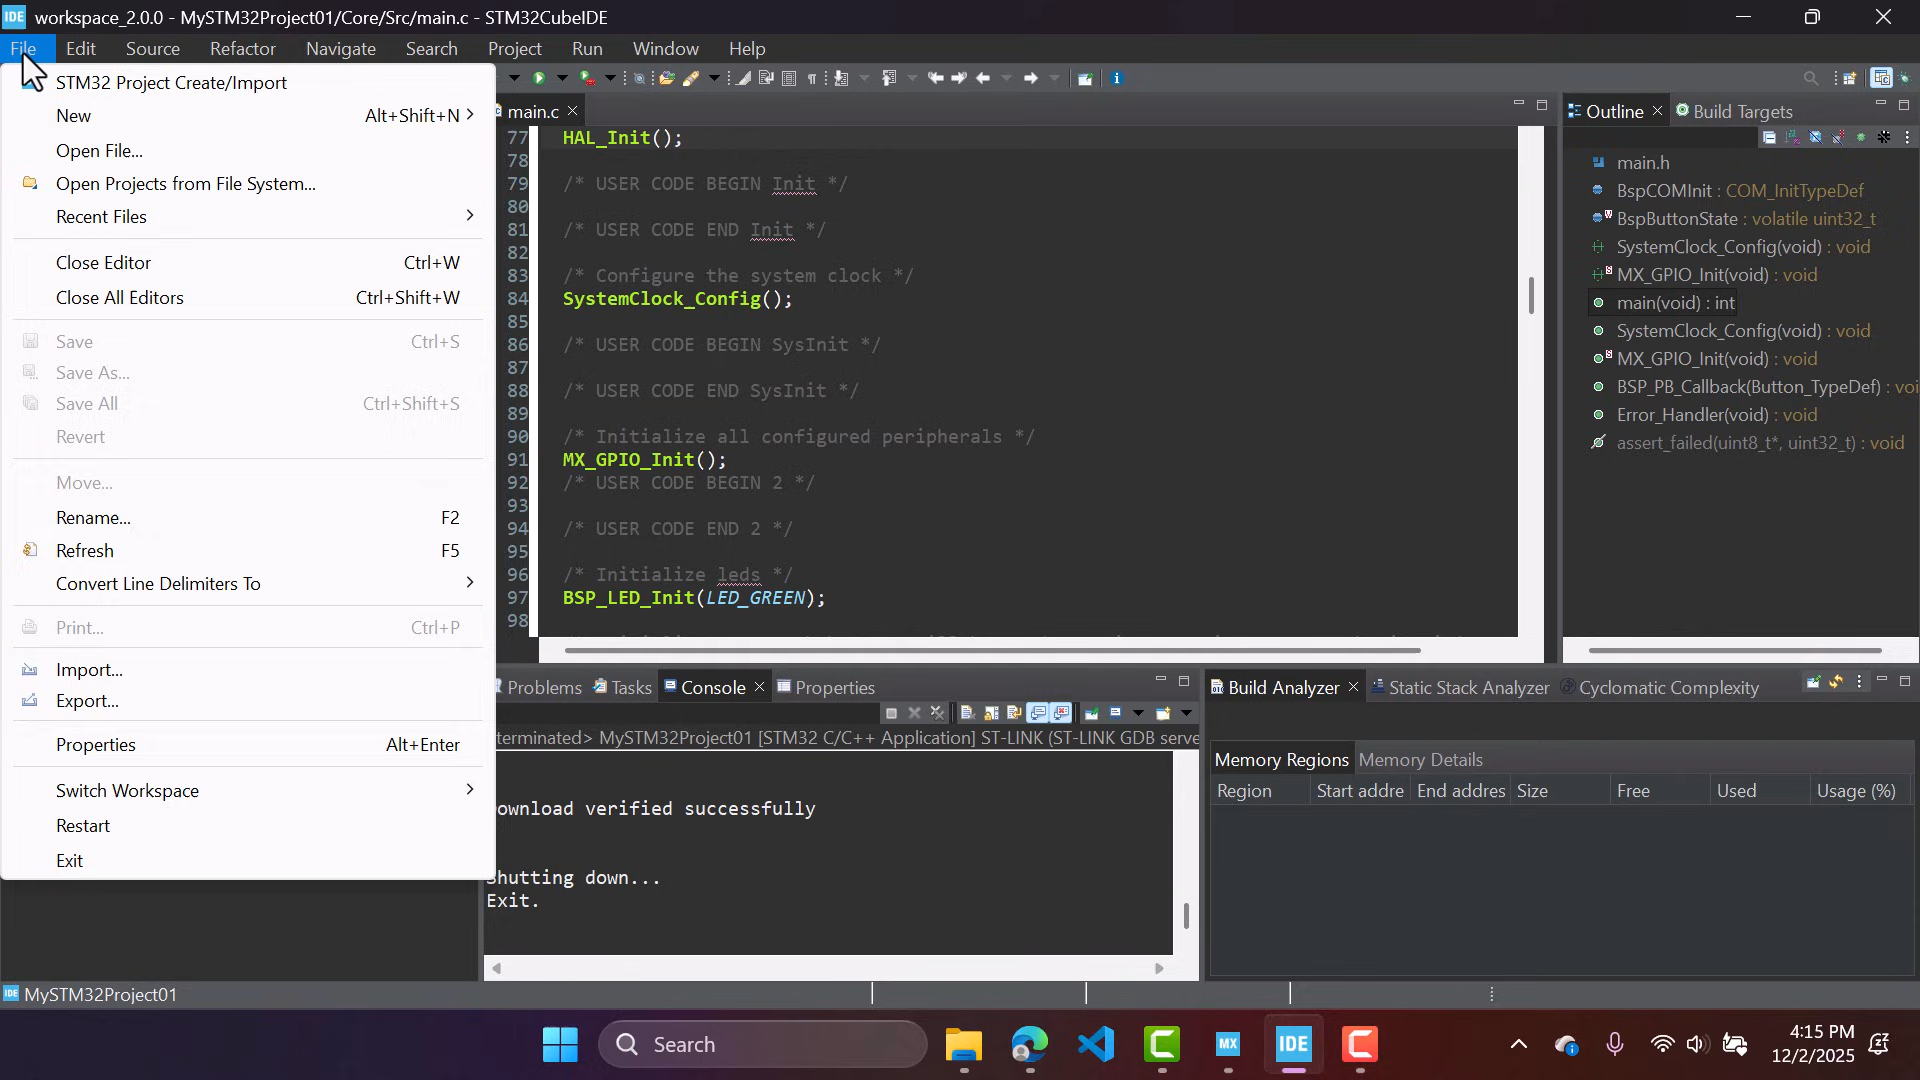 IDE workspace_2.0.0 - MySTM32Project01/Core/Src/main.c - STM32CubeIDE
File Edit Source Refactor Navigate Search Project Run Window Help
STM32 Project Create/Import
New Alt+Shift+N
Open File...
Open Projects from File System...
Recent Files
Close Editor Ctrl+W
Close All Editors Ctrl+Shift+W
Save Ctrl+S
Save As...
Save All Ctrl+Shift+S
Revert
Move...
Rename... F2
Refresh F5
Convert Line Delimiters To
Print... Ctrl+P
Import...
Export...
Properties Alt+Enter
Switch Workspace
Restart
Exit
main.c
77 HAL_Init();
78
79 /* USER CODE BEGIN Init */
80
81 /* USER CODE END Init */
82
83 /* Configure the system clock */
84 SystemClock_Config();
85
86 /* USER CODE BEGIN SysInit */
87
88 /* USER CODE END SysInit */
89
90 /* Initialize all configured peripherals */
91 MX_GPIO_Init();
92 /* USER CODE BEGIN 2 */
93
94 /* USER CODE END 2 */
95
96 /* Initialize leds */
97 BSP_LED_Init(LED_GREEN);
98
Outline Build Targets
main.h
BspCOMInit : COM_InitTypeDef
BspButtonState : volatile uint32_t
SystemClock_Config(void) : void
MX_GPIO_Init(void) : void
main(void) : int
SystemClock_Config(void) : void
MX_GPIO_Init(void) : void
BSP_PB_Callback(Button_TypeDef) : voi
Error_Handler(void) : void
assert_failed(uint8_t*, uint32_t) : void
Problems Tasks Console Properties
terminated> MySTM32Project01 [STM32 C/C++ Application] ST-LINK (ST-LINK GDB serve
ownload verified successfully
Shutting down...
Exit.
Build Analyzer Static Stack Analyzer Cyclomatic Complexity
Memory Regions Memory Details
Region Start addre End addres Size Free Used Usage (%)
IDE MySTM32Project01
Search
MX
IDE
4:15 PM
12/2/2025